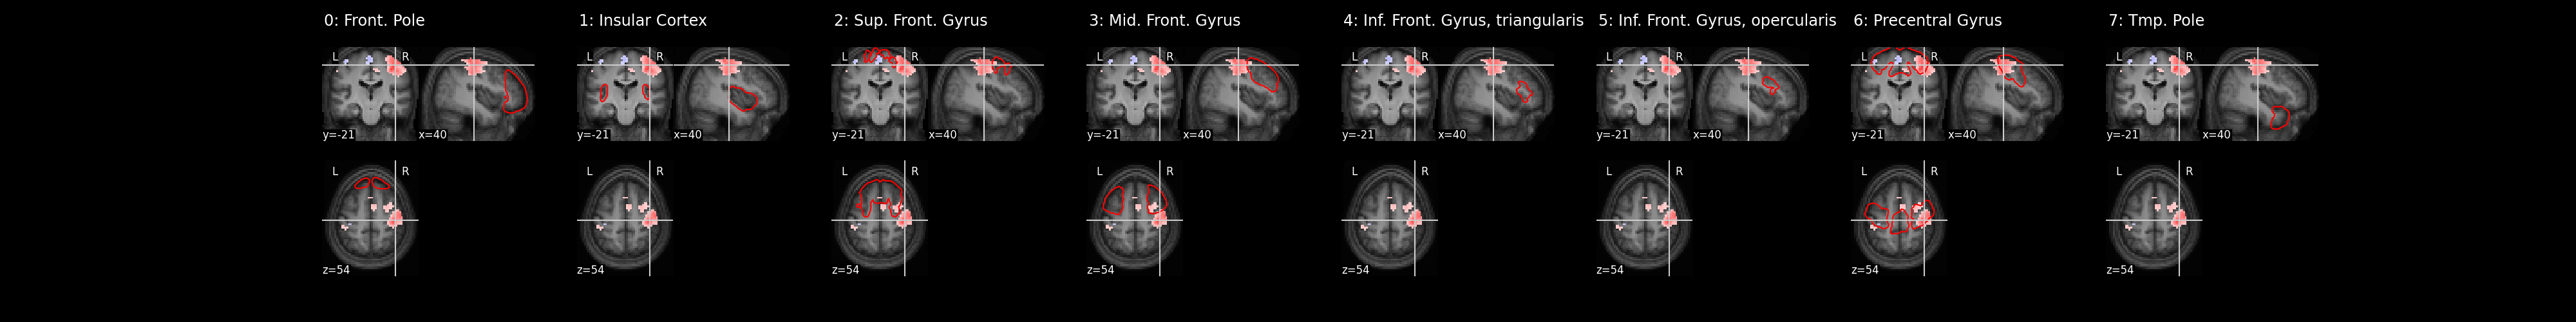 0: Front. Pole
L R
y=-21 x=40
L R
z=54
1: Insular Cortex
L R
y=-21 x=40
L R
z=54
2: Sup. Front. Gyrus
L R
y=-21 x=40
L R
z=54
3: Mid. Front. Gyrus
L R
y=-21 x=40
L R
z=54
4: Inf. Front. Gyrus, triangularis
L R
y=-21 x=40
L R
z=54
5: Inf. Front. Gyrus, opercularis
L R
y=-21 x=40
L R
z=54
6: Precentral Gyrus
L R
y=-21 x=40
L R
z=54
7: Tmp. Pole
L R
y=-21 x=40
L R
z=54